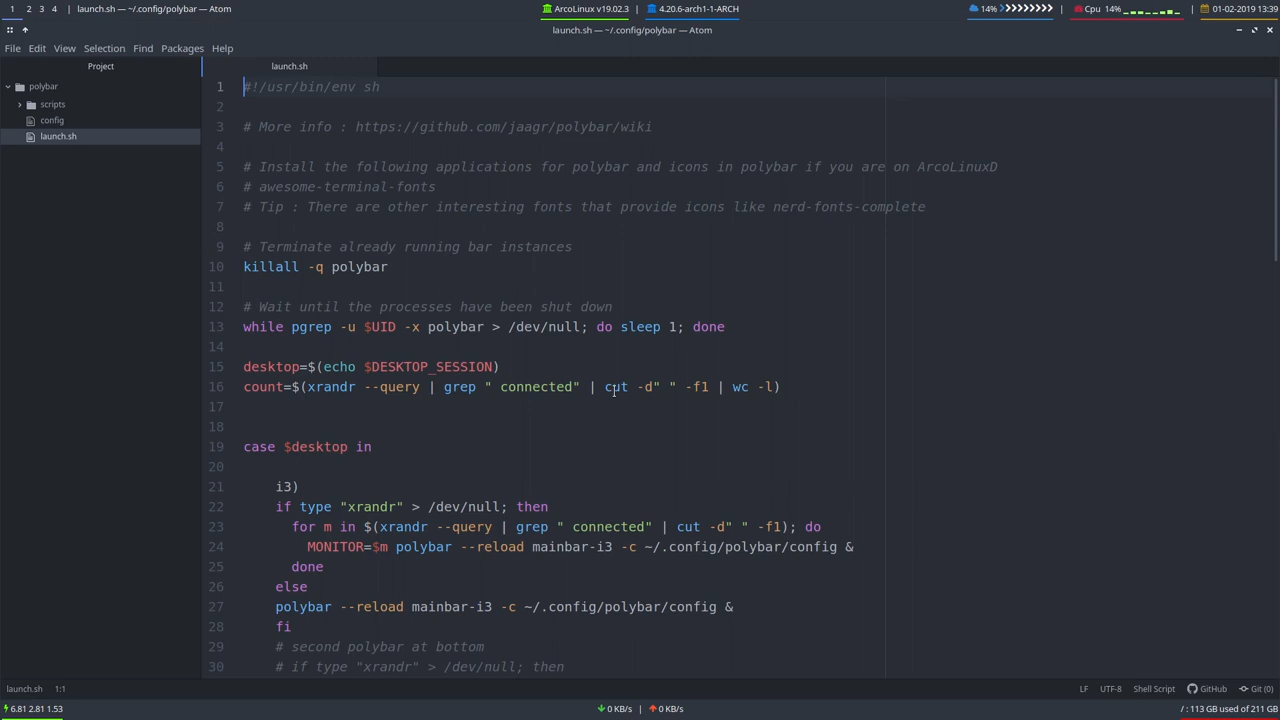 1 2 3 4 | launch.sh — ~/.config/polybar — Atom
ArcoLinux v19.02.3 | 4.20.6-arch1-1-ARCH
14% | Cpu 14% | 01-02-2019 13:39
launch.sh — ~/.config/polybar — Atom
File Edit View Selection Find Packages Help
Project
polybar
scripts
config
launch.sh
launch.sh
1 #!/usr/bin/env sh
2
3 # More info : https://github.com/jaagr/polybar/wiki
4
5 # Install the following applications for polybar and icons in polybar if you are on ArcoLinuxD
6 # awesome-terminal-fonts
7 # Tip : There are other interesting fonts that provide icons like nerd-fonts-complete
8
9 # Terminate already running bar instances
10 killall -q polybar
11
12 # Wait until the processes have been shut down
13 while pgrep -u $UID -x polybar > /dev/null; do sleep 1; done
14
15 desktop=$(echo $DESKTOP_SESSION)
16 count=$(xrandr --query | grep " connected" | cut -d" " -f1 | wc -l)
17
18
19 case $desktop in
20
21 i3)
22 if type "xrandr" > /dev/null; then
23 for m in $(xrandr --query | grep " connected" | cut -d" " -f1); do
24 MONITOR=$m polybar --reload mainbar-i3 -c ~/.config/polybar/config &
25 done
26 else
27 polybar --reload mainbar-i3 -c ~/.config/polybar/config &
28 fi
29 # second polybar at bottom
30 # if type "xrandr" > /dev/null; then
launch.sh 1:1
LF UTF-8 Shell Script GitHub Git (0)
6.81 2.81 1.53
0 KB/s | 0 KB/s
/ : 113 GB used of 211 GB